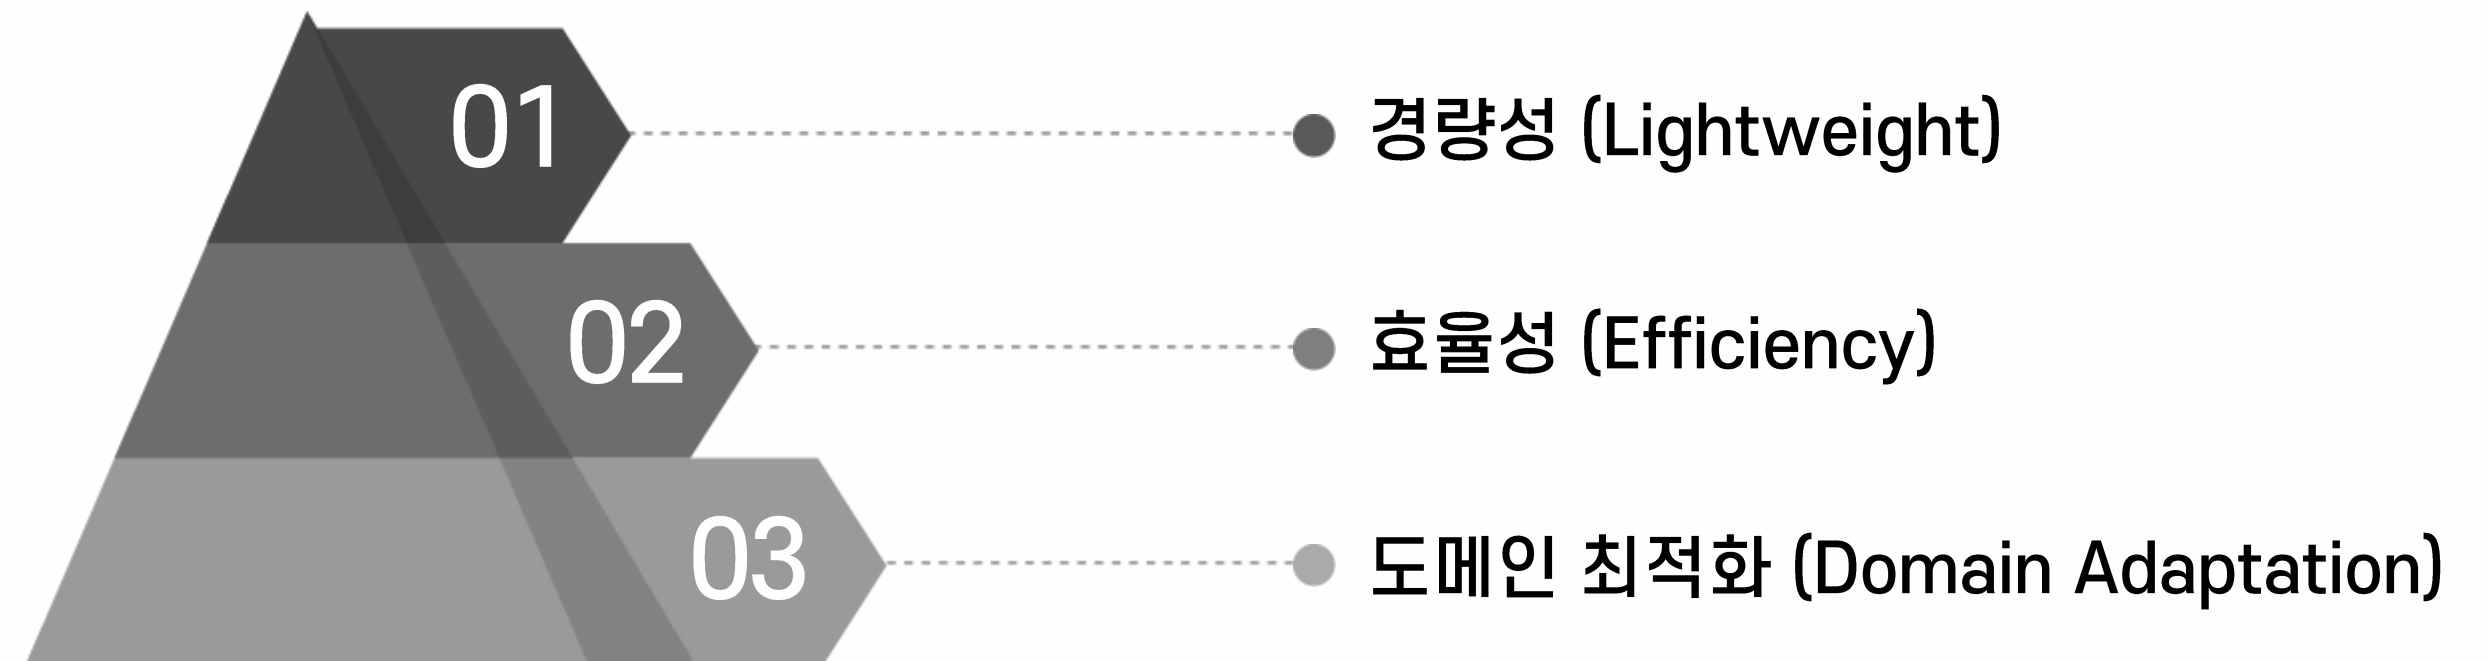 01
경량성 (Lightweight)
02
효율성 (Efficiency)
03
도메인 최적화 (Domain Adaptation)